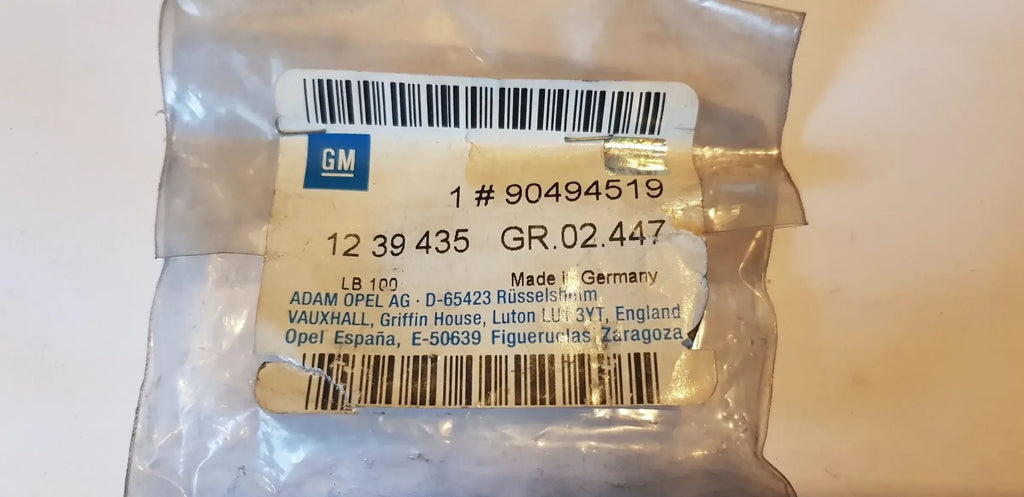 GM
1 # 90494519
12 39 435 GR.02.447
LB 100 Made in Germany
ADAM OPEL AG · D-65423 Rüsselsheim
VAUXHALL, Griffin House, Luton LU1 3YT, England
Opel España, E-50639 Figueruelas Zaragoza